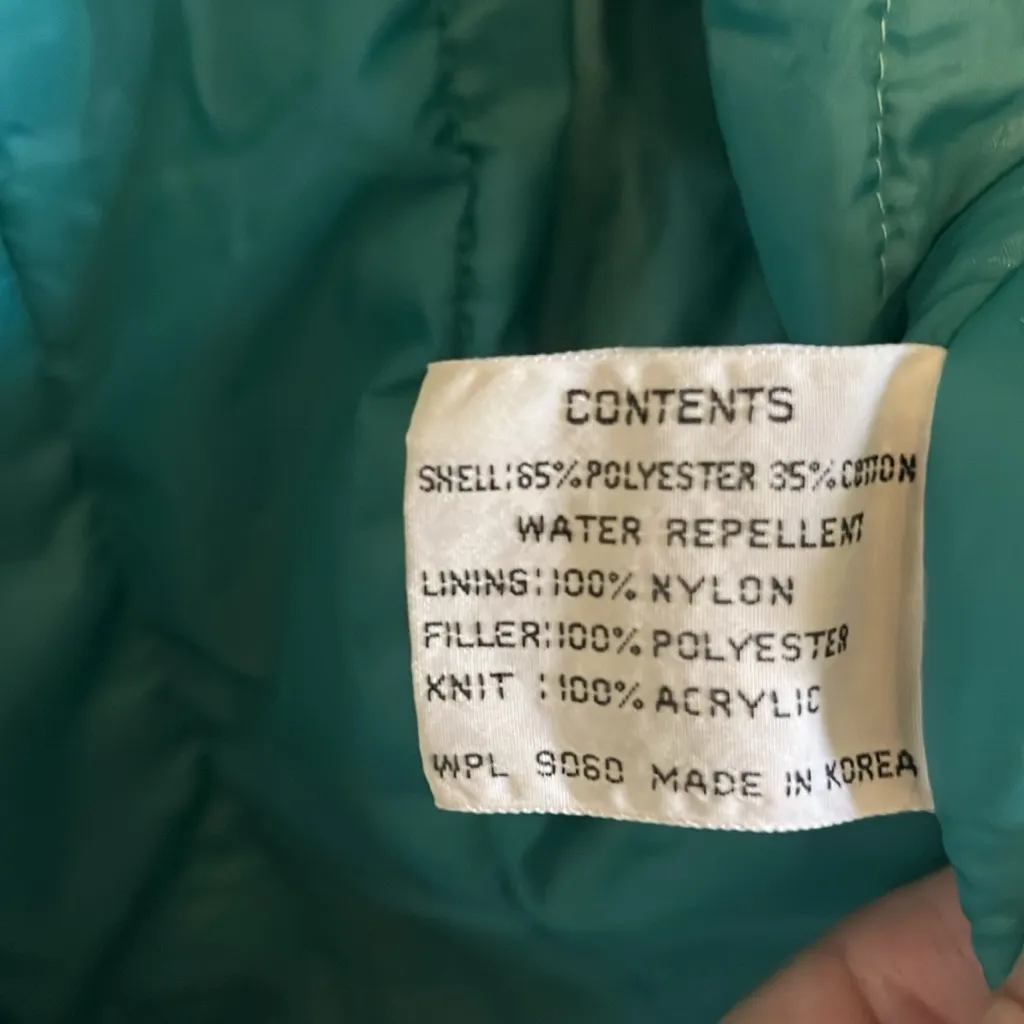 CONTENTS
SHELL:65%POLYESTER 35%COTTON
WATER REPELLENT
LINING:100% NYLON
FILLER:100% POLYESTER
KNIT :100% ACRYLIC
WPL 9060 MADE IN KOREA